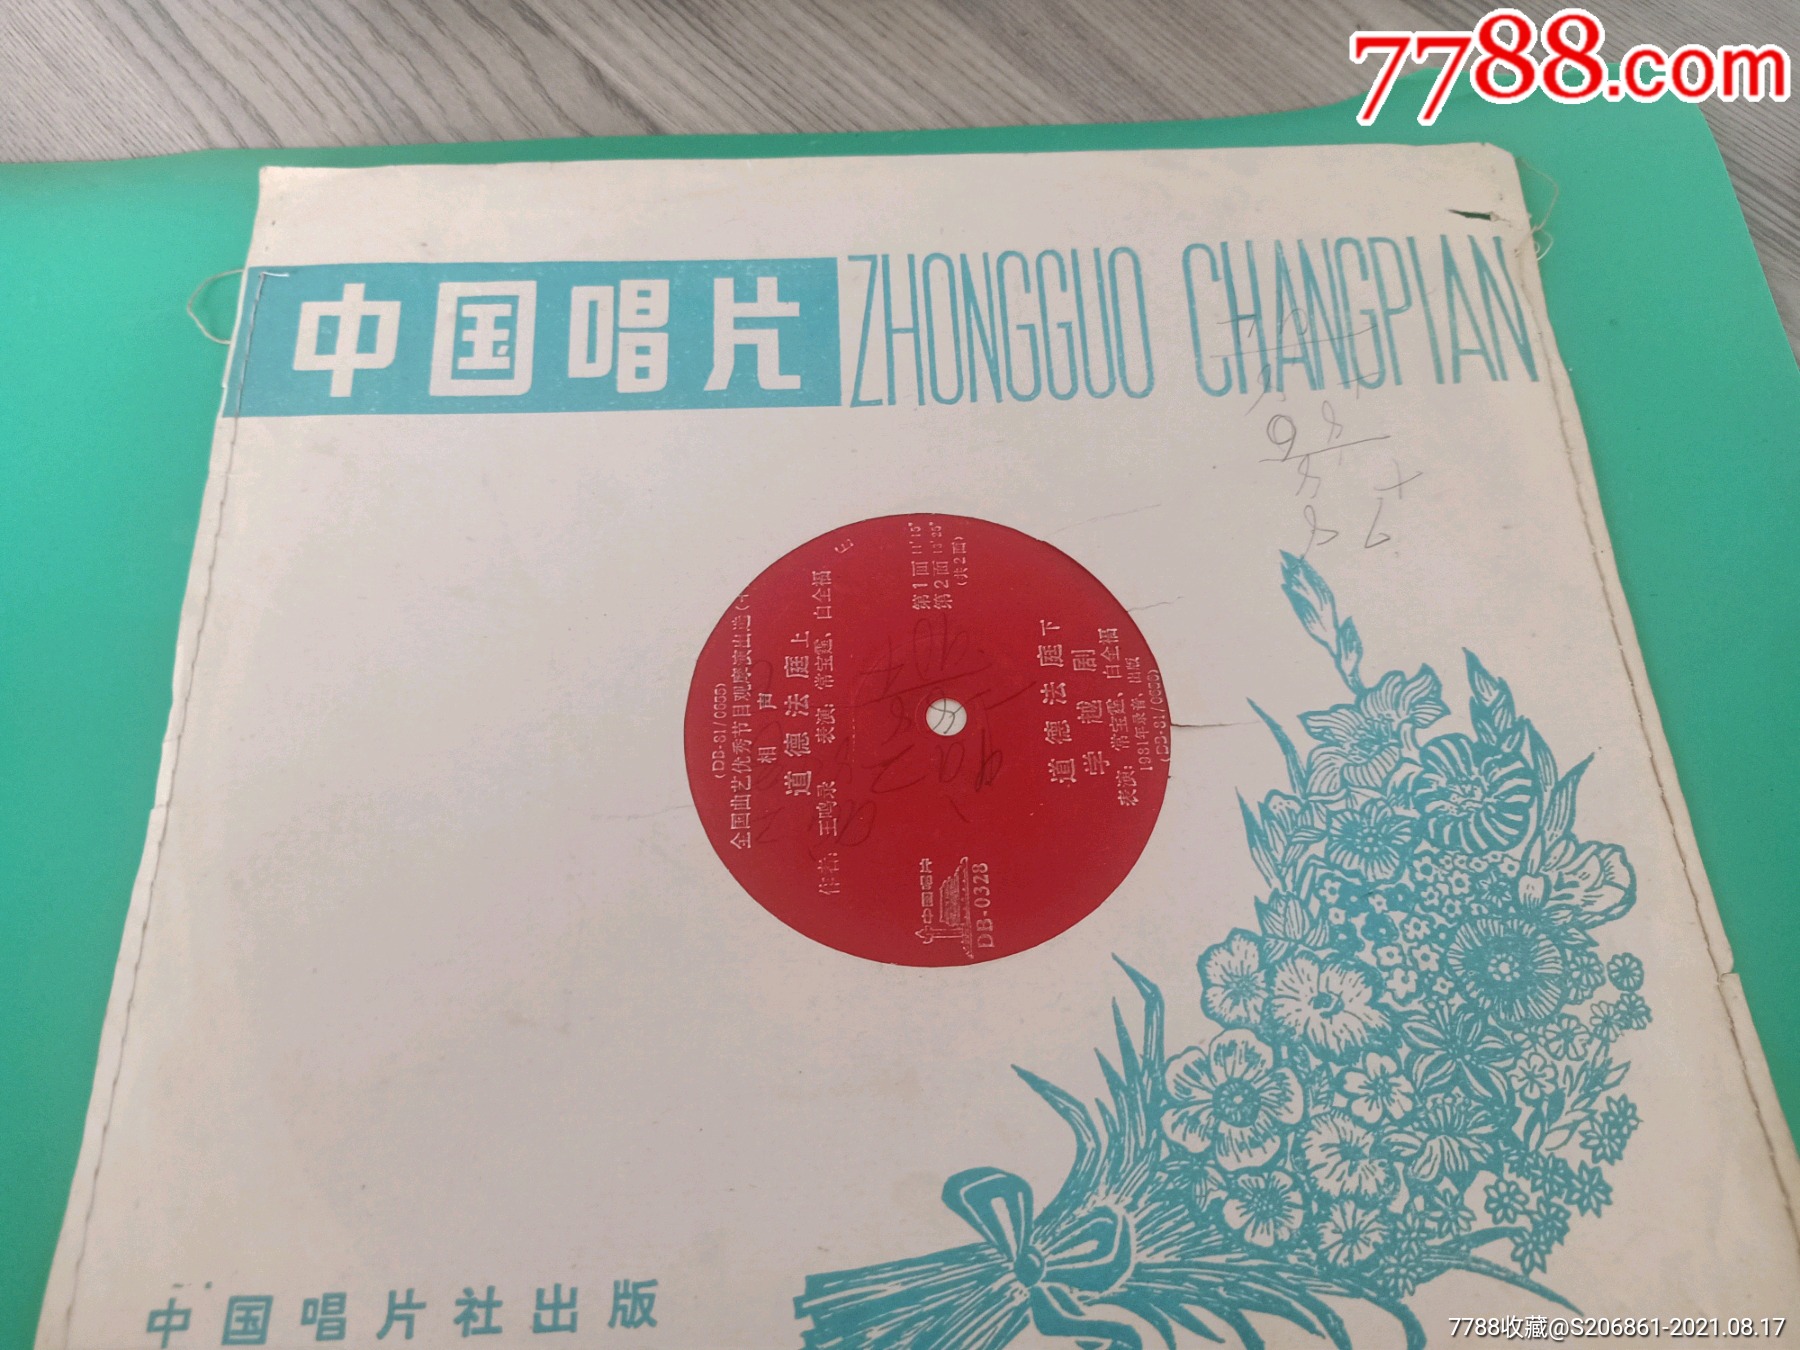 7788.com
中国唱片 ZHONGGUO CHANGPIAN
(DB-81/0655)
全国曲艺优秀节目观摩演出选
相声
道德法庭上
作者：王鸣录 表演：常宝霆、白全福
第1面 11′15″
第2面
(共2面)
中国唱片
DB-0328
道德法庭下
学越剧
表演：常宝霆、白全福
1981年录音、出版
(DB-81/0656)
中国唱片社出版
7788收藏@S206861-2021.08.17